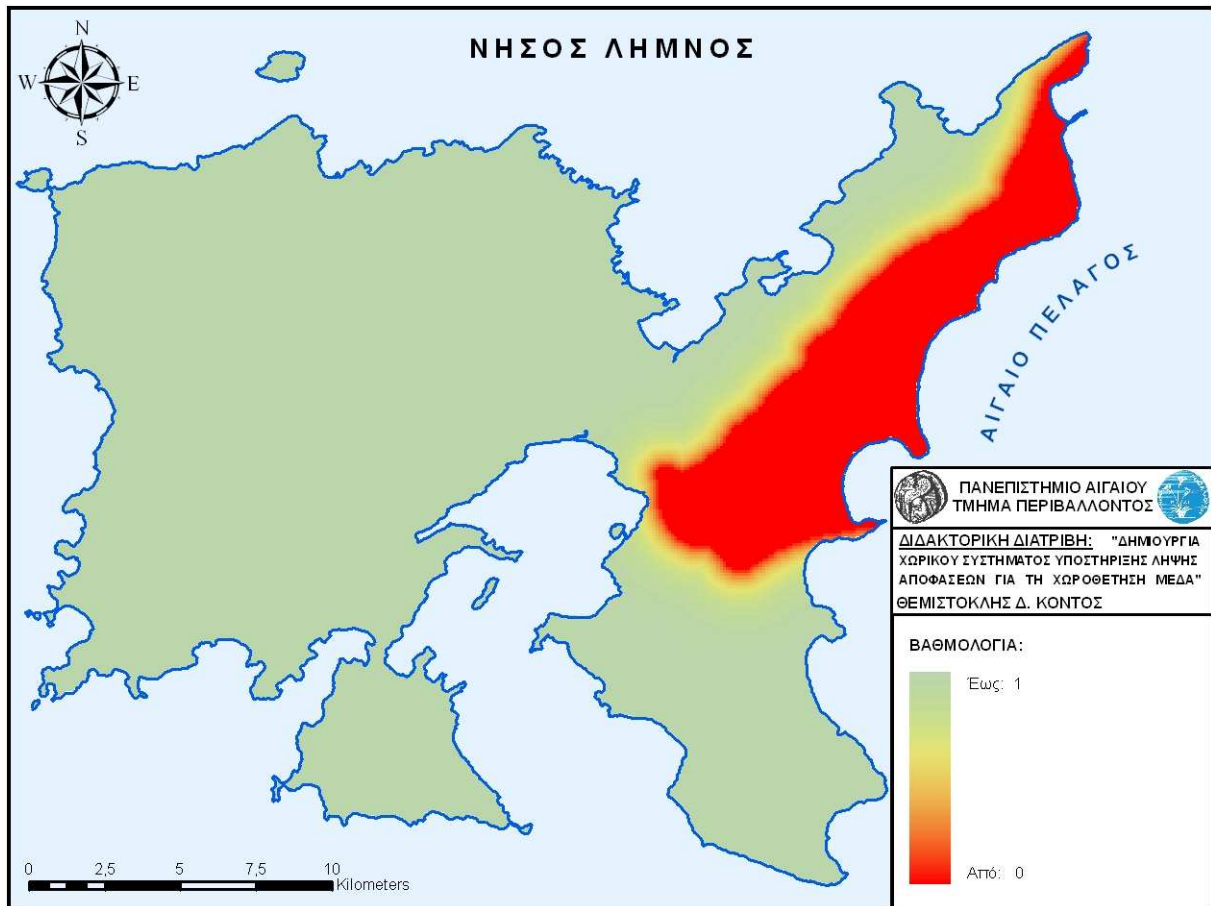 ΝΗΣΟΣ ΛΗΜΝΟΣ
N
W E
S
ΑΙΓΑΙΟ ΠΕΛΑΓΟΣ
ΠΑΝΕΠΙΣΤΗΜΙΟ ΑΙΓΑΙΟΥ
ΤΜΗΜΑ ΠΕΡΙΒΑΛΛΟΝΤΟΣ
ΔΙΔΑΚΤΟΡΙΚΗ ΔΙΑΤΡΙΒΗ: "ΔΗΜΙΟΥΡΓΙΑ
ΧΩΡΙΚΟΥ ΣΥΣΤΗΜΑΤΟΣ ΥΠΟΣΤΗΡΙΞΗΣ ΛΗΨΗΣ
ΑΠΟΦΑΣΕΩΝ ΓΙΑ ΤΗ ΧΩΡΟΘΕΤΗΣΗ ΜΕΔΑ"
ΘΕΜΙΣΤΟΚΛΗΣ Δ. ΚΟΝΤΟΣ
ΒΑΘΜΟΛΟΓΙΑ:
Έως: 1
Από: 0
0 2,5 5 7,5 10
Kilometers